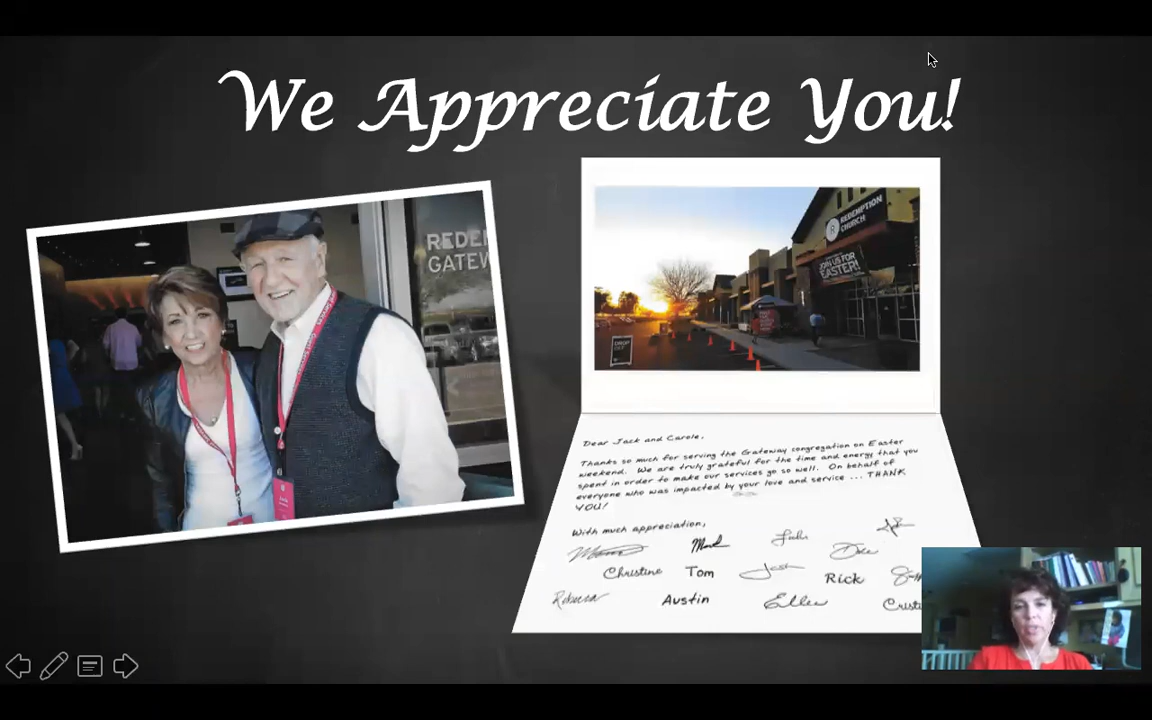 We Appreciate You!
REDE
GATEW
REDEMPTION
CHURCH
JOIN US FOR
EASTER!
DROP
Dear Jack and Carole,
Thanks so much for serving the Gateway congregation on Easter
weekend. We are truly grateful for the time and energy that you
spent in order to make our services go so well. On behalf of
everyone who was impacted by your love and service ... THANK
YOU!
With much appreciation,
Christine Tom Rick
Rebecca Austin Ellen